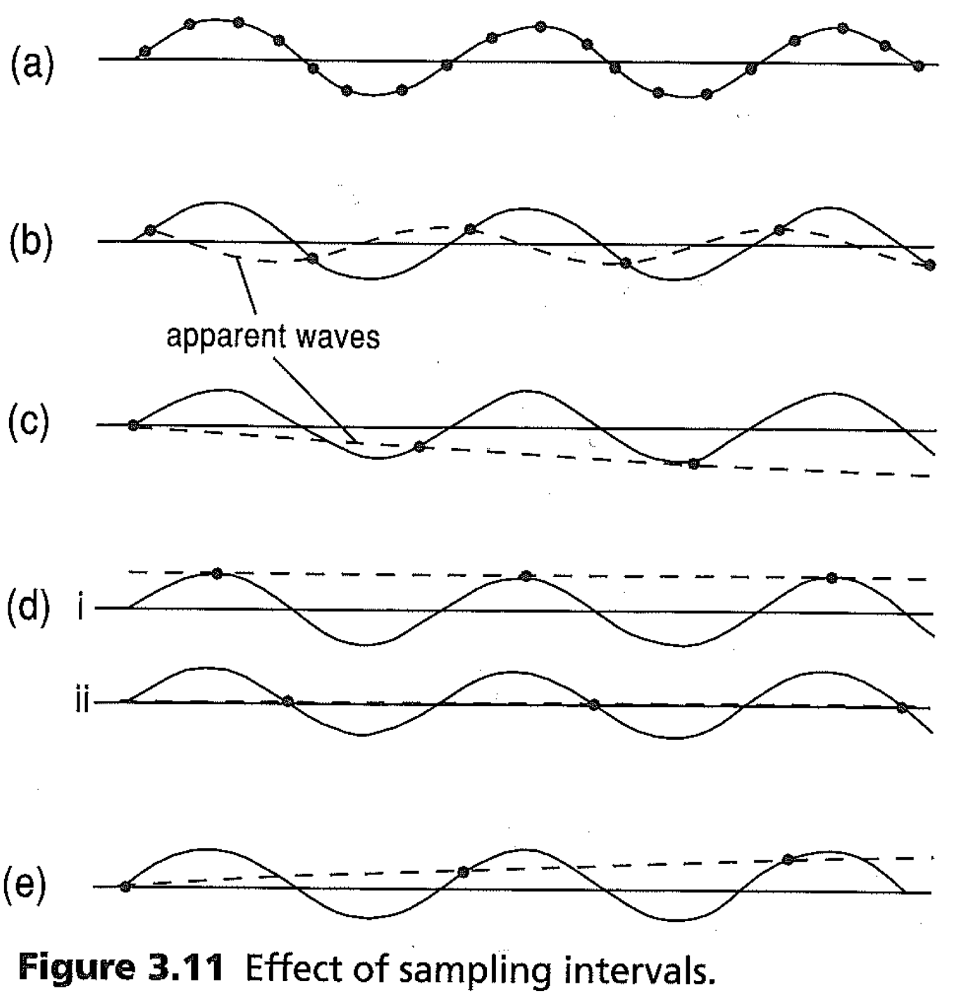 (a)
(b)
apparent waves
(c)
(d) i
ii
(e)
Figure 3.11 Effect of sampling intervals.